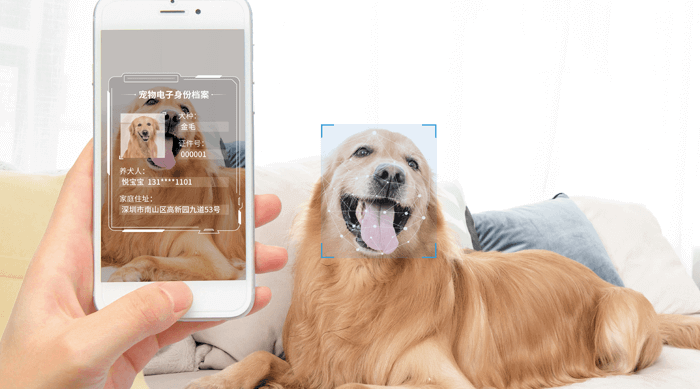 宠物电子身份档案
犬种：
金毛
证件号：
000001
养犬人：
悦宝宝 131****1101
家庭住址：
深圳市南山区高新园九道53号